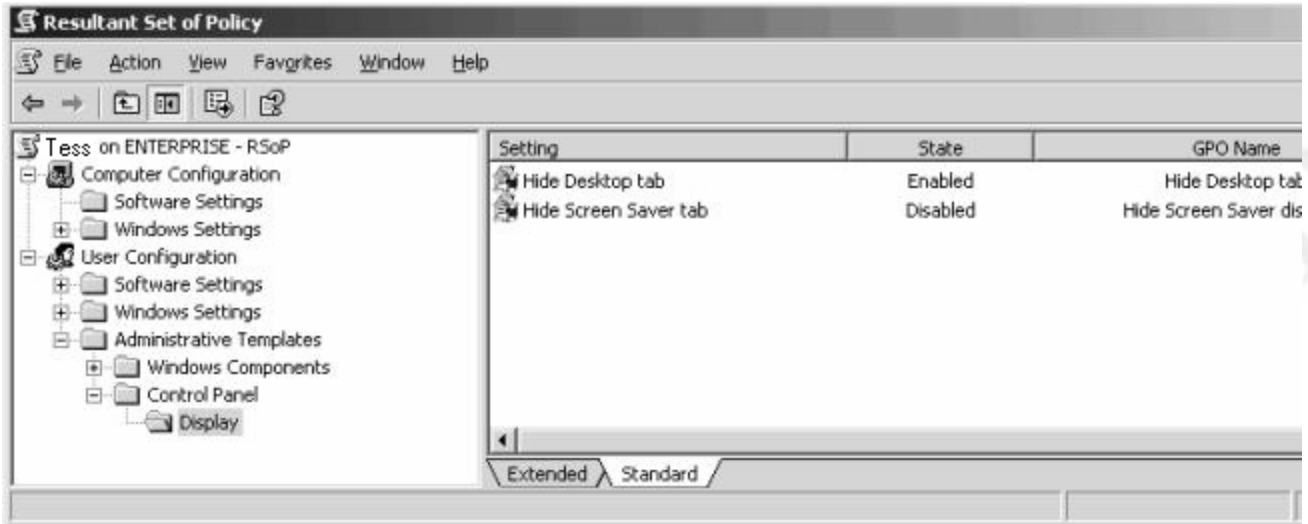 Resultant Set of Policy
File Action View Favorites Window Help
Tess on ENTERPRISE - RSoP
Computer Configuration
Software Settings
Windows Settings
User Configuration
Software Settings
Windows Settings
Administrative Templates
Windows Components
Control Panel
Display
Setting State GPO Name
Hide Desktop tab Enabled Hide Desktop tab
Hide Screen Saver tab Disabled Hide Screen Saver dis
Extended Standard